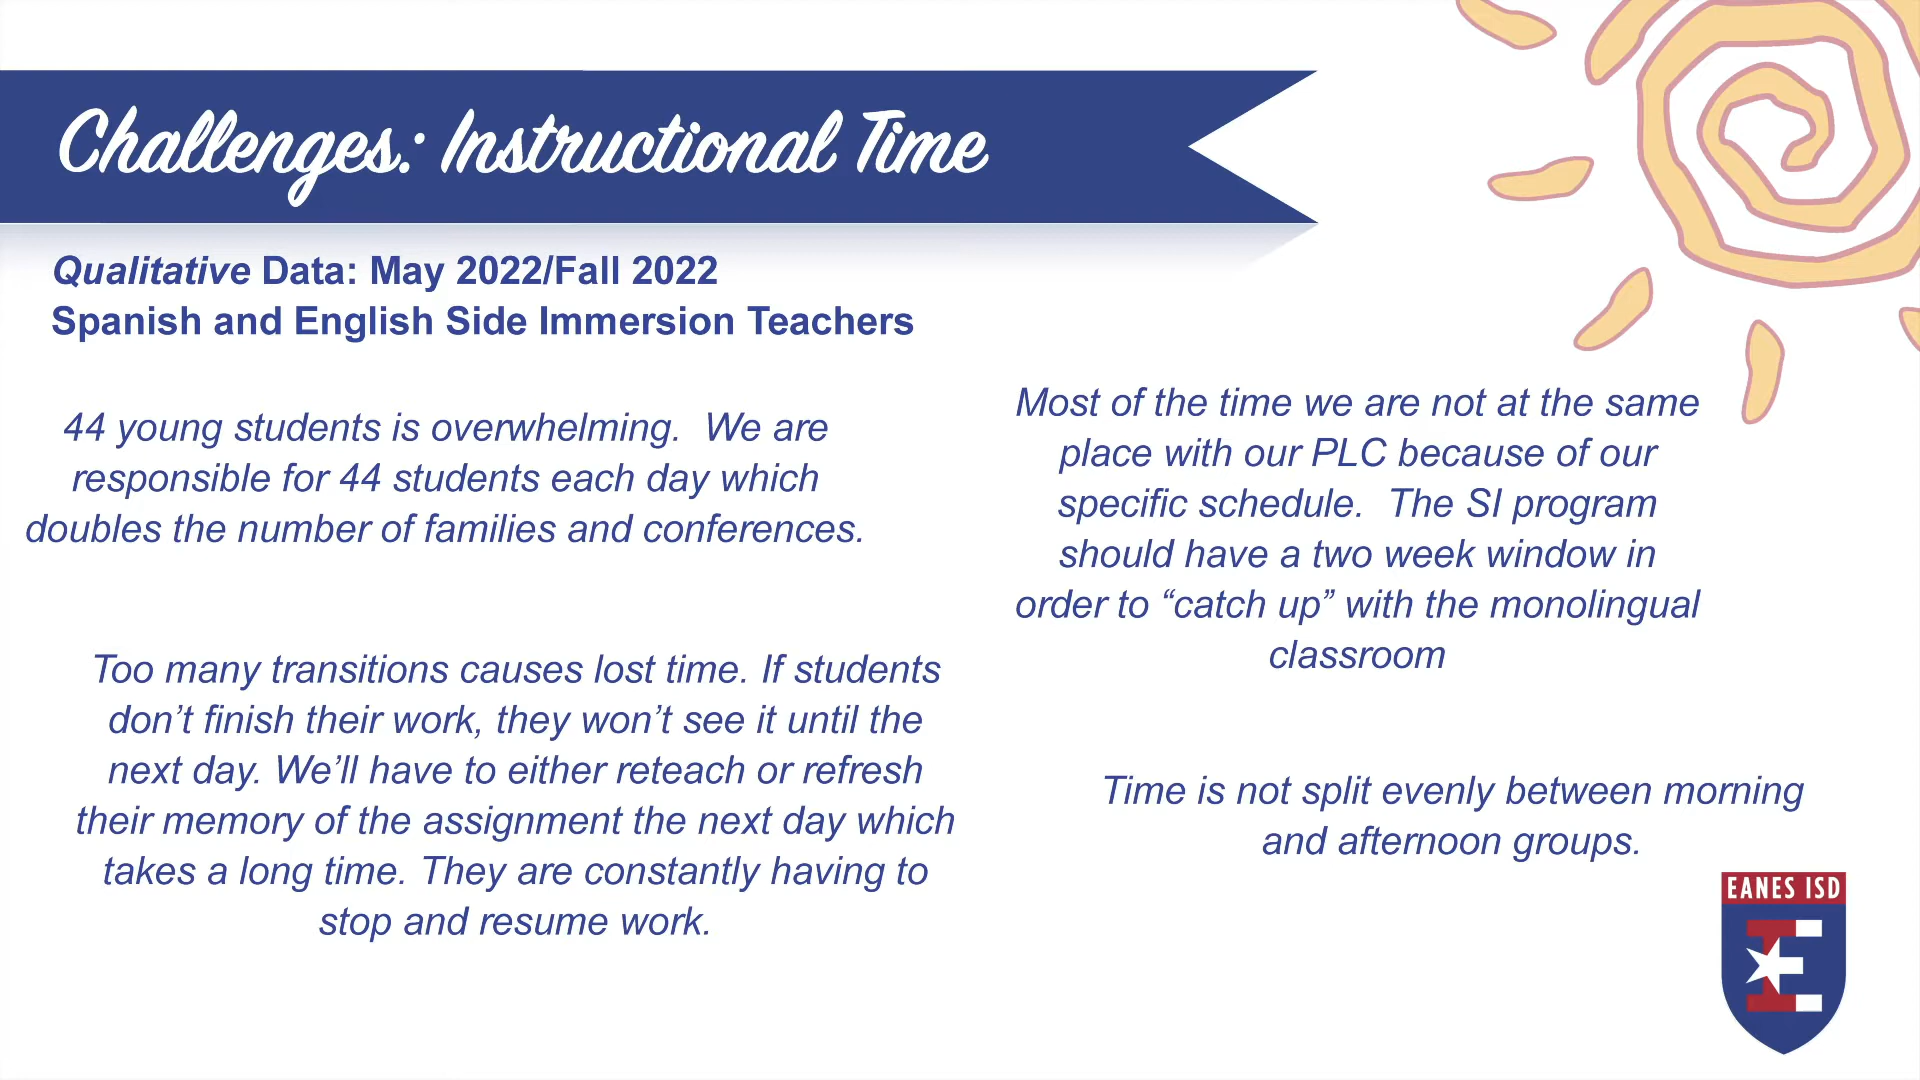 Challenges: Instructional Time
Qualitative Data: May 2022/Fall 2022
Spanish and English Side Immersion Teachers
44 young students is overwhelming.  We are
responsible for 44 students each day which
doubles the number of families and conferences.
Too many transitions causes lost time. If students
don’t finish their work, they won’t see it until the
next day. We’ll have to either reteach or refresh
their memory of the assignment the next day which
takes a long time. They are constantly having to
stop and resume work.
Most of the time we are not at the same
place with our PLC because of our
specific schedule.  The SI program
should have a two week window in
order to “catch up” with the monolingual
classroom
Time is not split evenly between morning
and afternoon groups.
EANES ISD
E